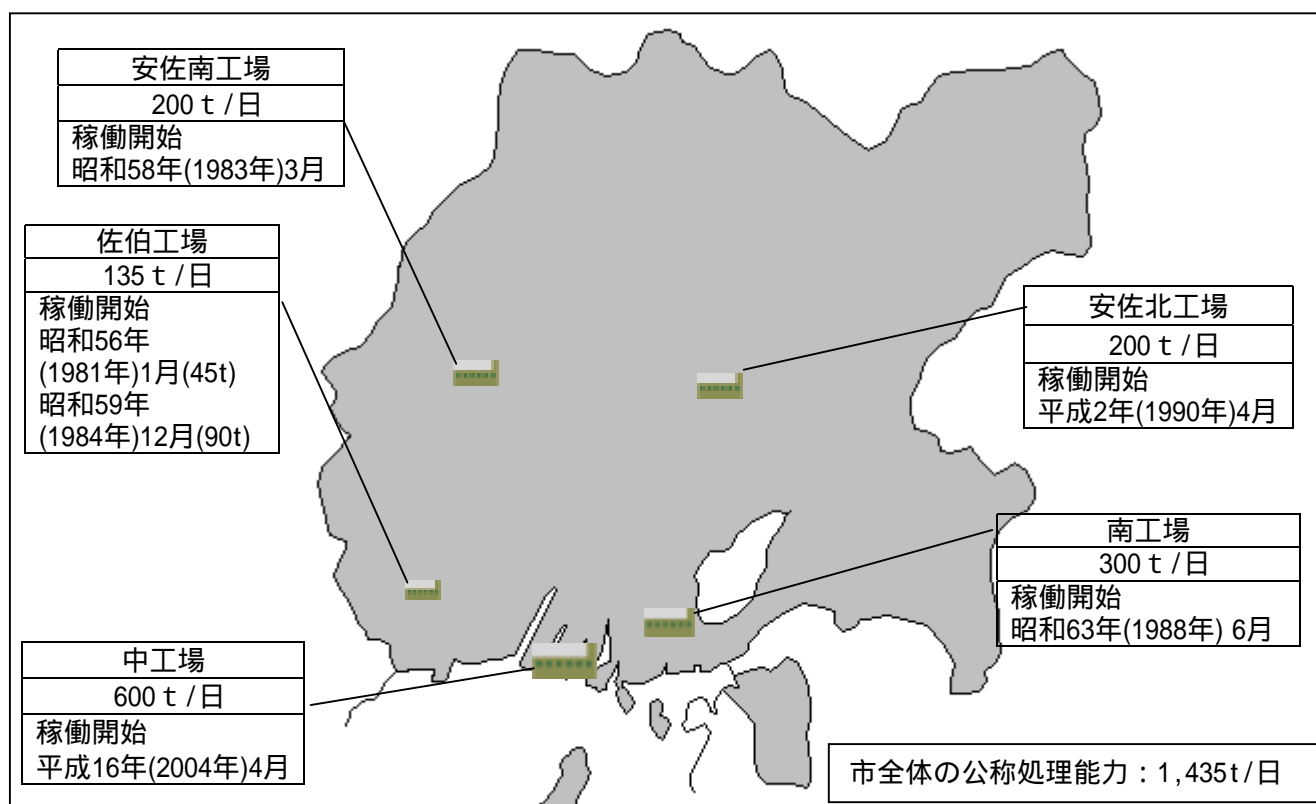 安佐南工場
200ｔ/日
稼働開始
昭和58年(1983年)3月
佐伯工場
135ｔ/日
稼働開始
昭和56年
(1981年)1月(45t)
昭和59年
(1984年)12月(90t)
安佐北工場
200ｔ/日
稼働開始
平成2年(1990年)4月
南工場
300ｔ/日
稼働開始
昭和63年(1988年) 6月
中工場
600ｔ/日
稼働開始
平成16年(2004年)4月
市全体の公称処理能力：1,435t/日